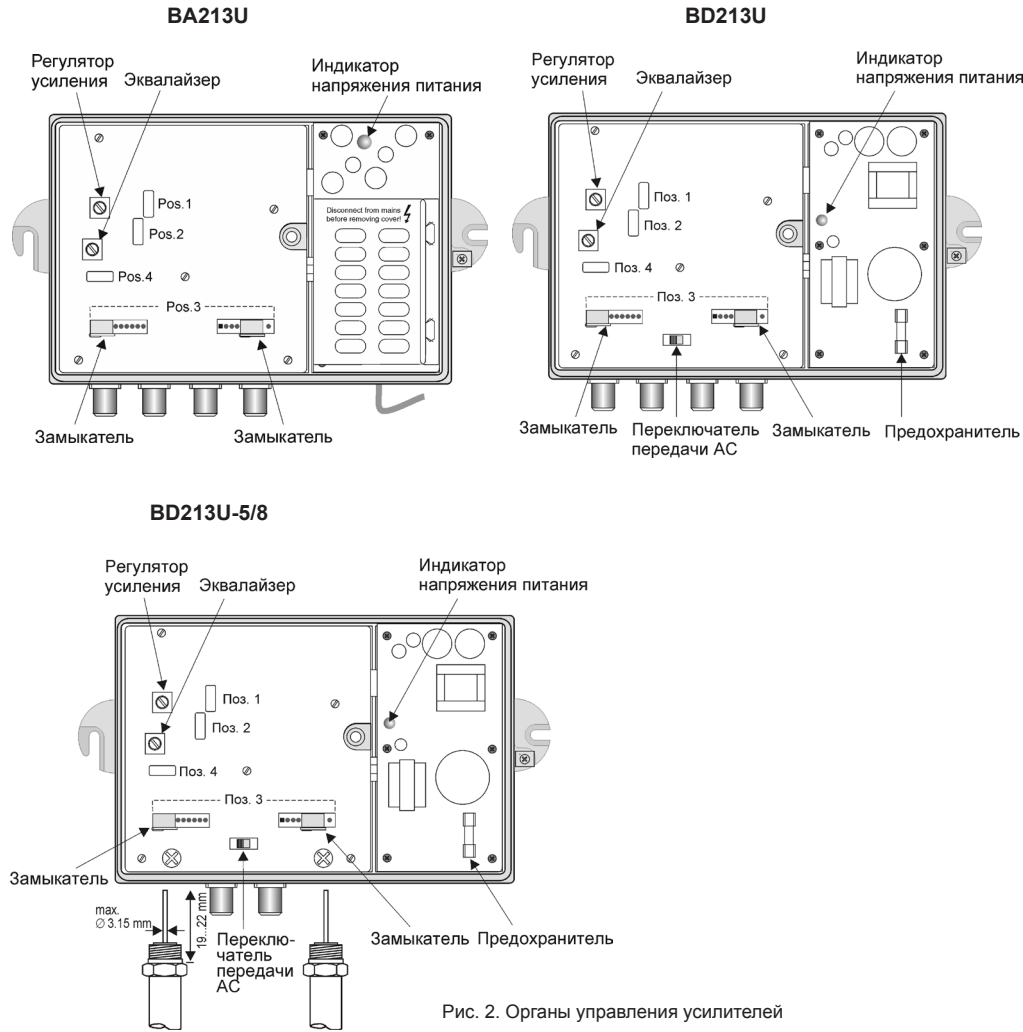 BA213U
Регулятор
усиления
Эквалайзер
Индикатор
напряжения питания
Pos.1
Pos.2
Pos.4
Pos.3
Disconnect from mains
before removing cover!
Замыкатель
Замыкатель
BD213U
Регулятор
усиления
Эквалайзер
Индикатор
напряжения питания
Поз. 1
Поз. 2
Поз. 4
Поз. 3
Замыкатель
Переключатель
передачи АС
Замыкатель
Предохранитель
BD213U-5/8
Регулятор
усиления
Эквалайзер
Индикатор
напряжения питания
Поз. 1
Поз. 2
Поз. 4
Поз. 3
Замыкатель
max.
∅ 3.15 mm
19...22 mm
Переклю-
чатель
передачи
АС
Замыкатель
Предохранитель
Рис. 2. Органы управления усилителей